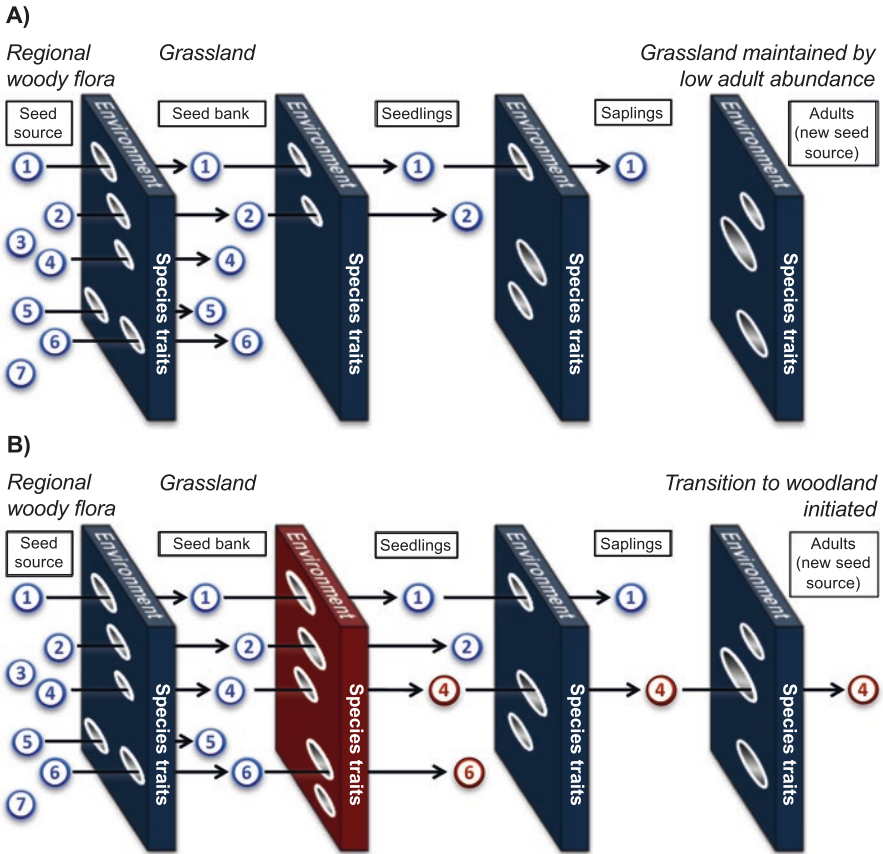 A)
Regional
woody flora
Grassland
Grassland maintained by
low adult abundance
Seed
source
Seed bank
Seedlings
Saplings
Adults
(new seed
source)
Environment
Environment
Environment
Environment
1
1
1
1
2
2
2
3
4
4
5
5
6
6
7
Species traits
Species traits
Species traits
Species traits
B)
Regional
woody flora
Grassland
Transition to woodland
initiated
Seed
source
Seed bank
Seedlings
Saplings
Adults
(new seed
source)
Environment
Environment
Environment
Environment
1
1
1
1
2
2
2
3
4
4
4
4
4
5
5
6
6
6
7
Species traits
Species traits
Species traits
Species traits